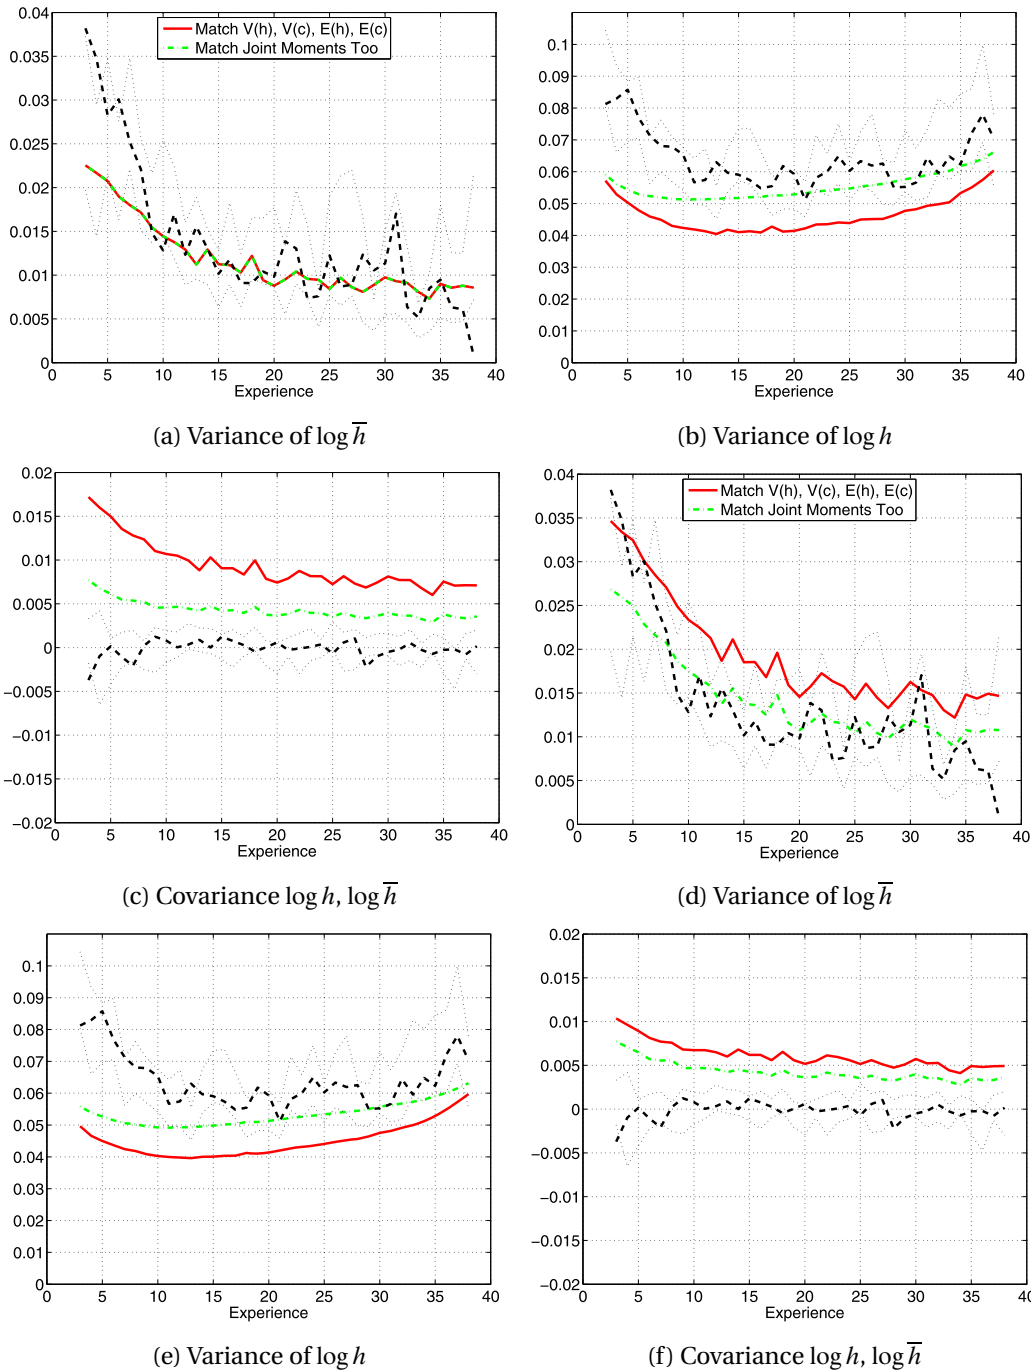 0.04
0.035
0.03
0.025
0.02
0.015
0.01
0.005
0
Match V(h), V(c), E(h), E(c)
Match Joint Moments Too
0 5 10 15 20 25 30 35 40
Experience
(a) Variance of log h̅
0.1
0.09
0.08
0.07
0.06
0.05
0.04
0.03
0.02
0.01
0
0 5 10 15 20 25 30 35 40
Experience
(b) Variance of log h
0.02
0.015
0.01
0.005
0
−0.005
−0.01
−0.015
−0.02
0 5 10 15 20 25 30 35 40
Experience
(c) Covariance log h, log h̅
0.04
0.035
0.03
0.025
0.02
0.015
0.01
0.005
0
Match V(h), V(c), E(h), E(c)
Match Joint Moments Too
0 5 10 15 20 25 30 35 40
Experience
(d) Variance of log h̅
0.1
0.09
0.08
0.07
0.06
0.05
0.04
0.03
0.02
0.01
0
0 5 10 15 20 25 30 35 40
Experience
(e) Variance of log h
0.02
0.015
0.01
0.005
0
−0.005
−0.01
−0.015
−0.02
0 5 10 15 20 25 30 35 40
Experience
(f) Covariance log h, log h̅